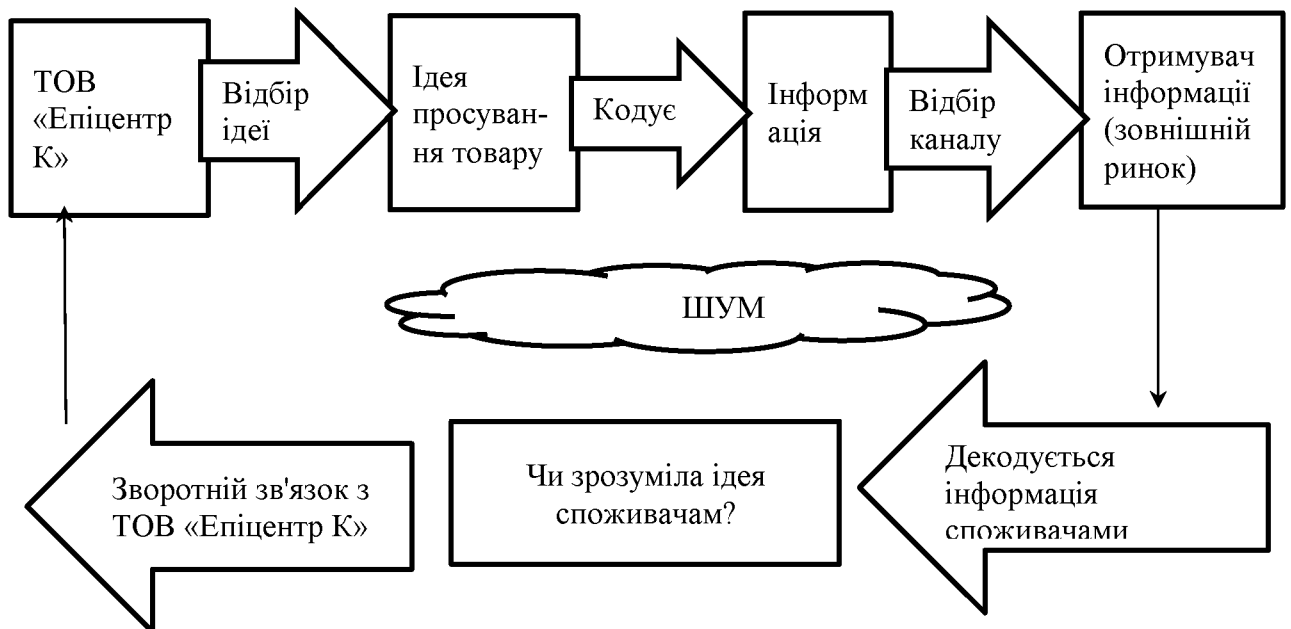 ТОВ
«Епіцентр
К»
Відбір
ідеї
Ідея
просуван-
ня товару
Кодує
Інформ
ація
Відбір
каналу
Отримувач
інформації
(зовнішній
ринок)
ШУМ
Зворотній зв'язок з
ТОВ «Епіцентр К»
Чи зрозуміла ідея
споживачам?
Декодується
інформація
споживачами